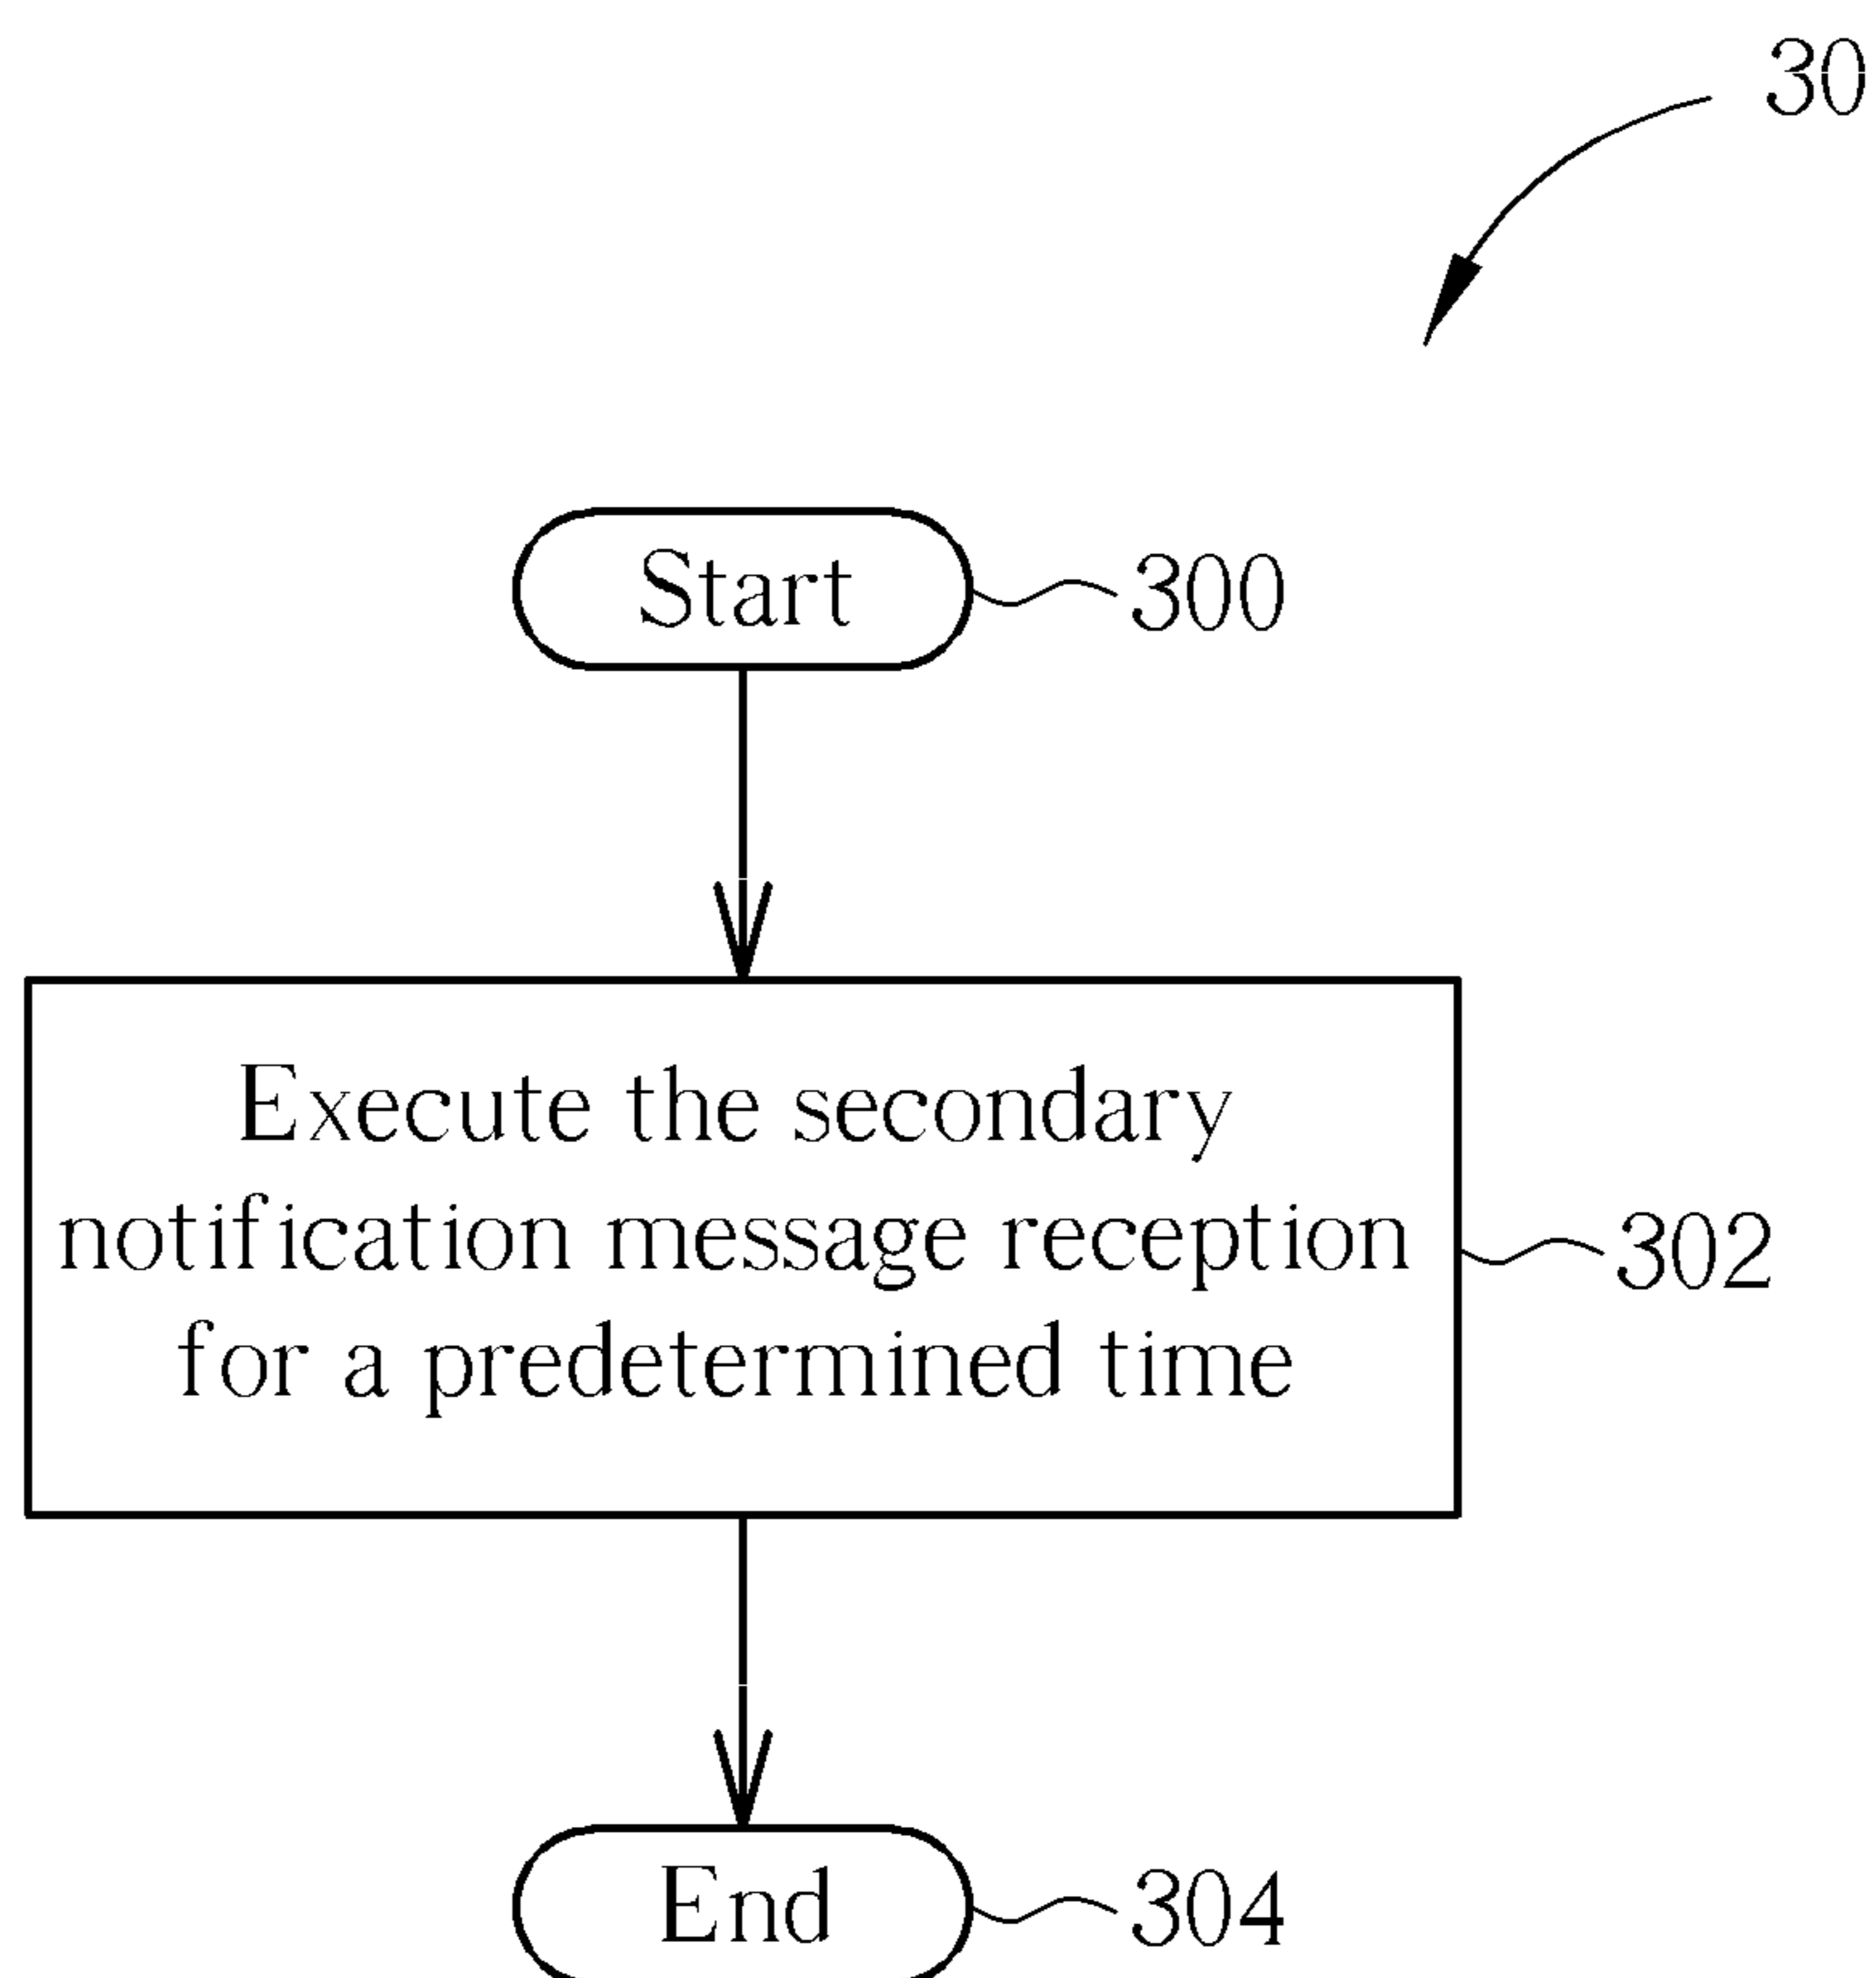 30
Start
300
Execute the secondary
notification message reception
for a predetermined time
302
End
304